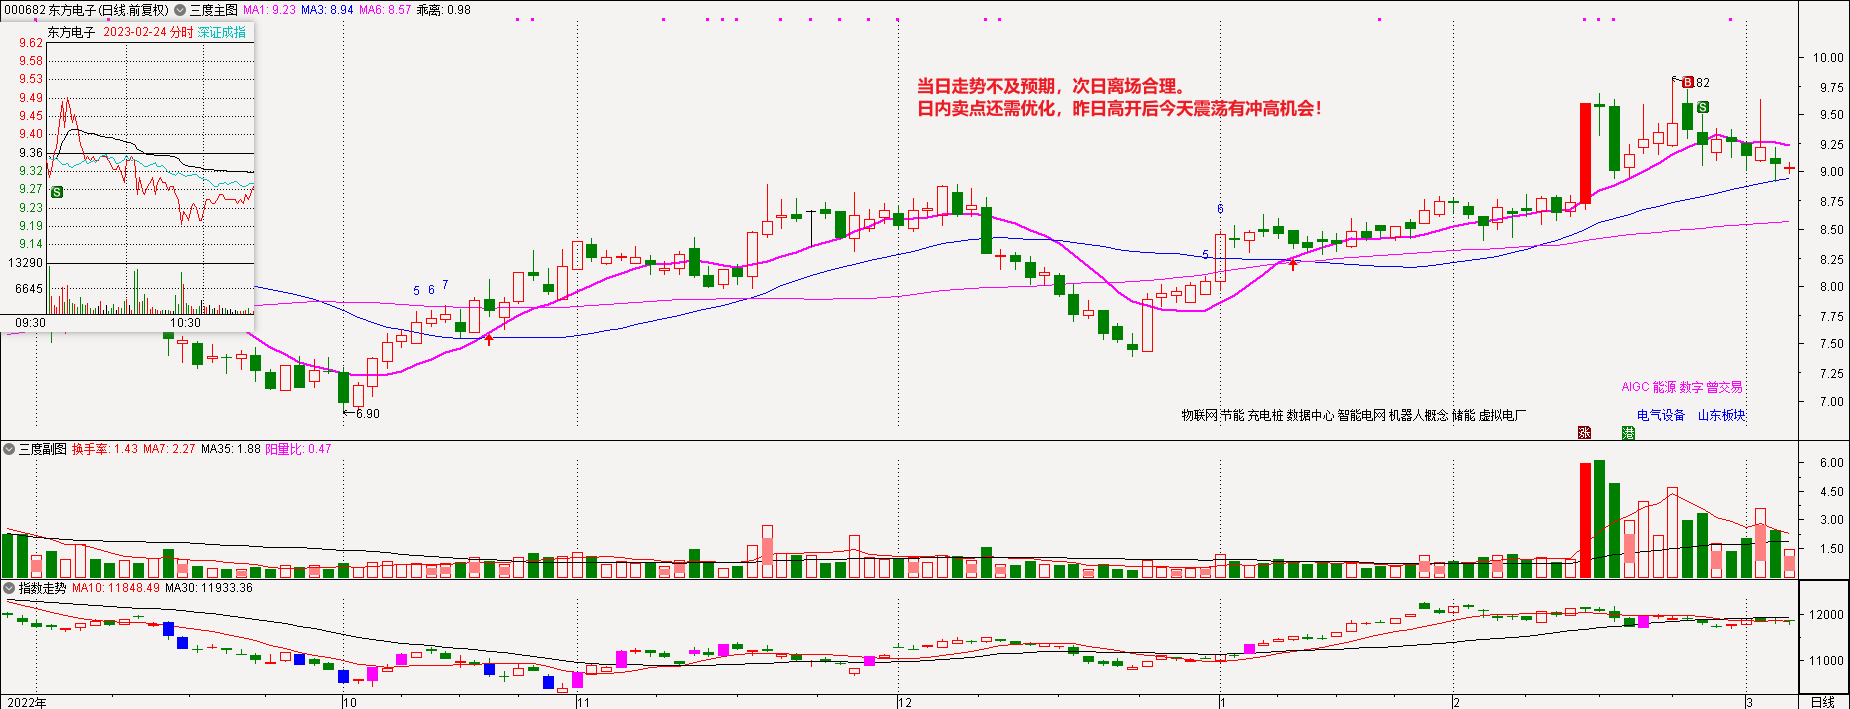 000682 东方电子(日线.前复权) 三度主图 MA1: 9.23 MA3: 8.94 MA6: 8.57 乖离: 0.98
东方电子 2023-02-24 分时 深证成指
9.62
9.58
9.53
9.49
9.45
9.40
9.36
9.32
9.27
9.23
9.19
9.14
13290
6645
09:30 10:30
S
当日走势不及预期，次日离场合理。
日内卖点还需优化，昨日高开后今天震荡有冲高机会！
B 82
S
5 6 7
5
6
←6.90
10.00
9.75
9.50
9.25
9.00
8.75
8.50
8.25
8.00
7.75
7.50
7.25
7.00
AIGC 能源 数字 曾交易
物联网 节能 充电桩 数据中心 智能电网 机器人概念 储能 虚拟电厂
电气设备 山东板块
涨 港
三度副图 换手率: 1.43 MA7: 2.27 MA35: 1.88 阳量比: 0.47
6.00
4.50
3.00
1.50
指数走势 MA10: 11848.49 MA30: 11933.36
12000
11000
2022年 10 11 12 1 2 3 日线